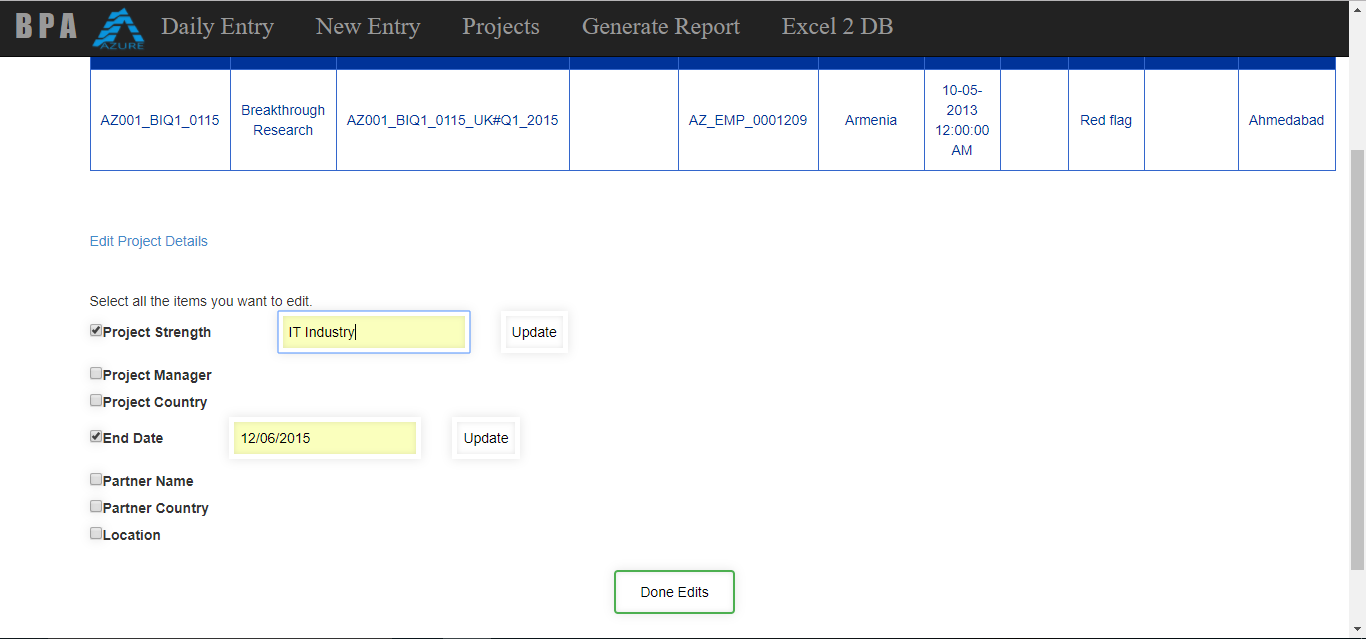 BPA AZURE Daily Entry New Entry Projects Generate Report Excel 2 DB
AZ001_BIQ1_0115 Breakthrough Research AZ001_BIQ1_0115_UK#Q1_2015 AZ_EMP_0001209 Armenia 10-05-2013 12:00:00 AM Red flag Ahmedabad
Edit Project Details
Select all the items you want to edit.
Project Strength IT Industry Update
Project Manager
Project Country
End Date 12/06/2015 Update
Partner Name
Partner Country
Location
Done Edits